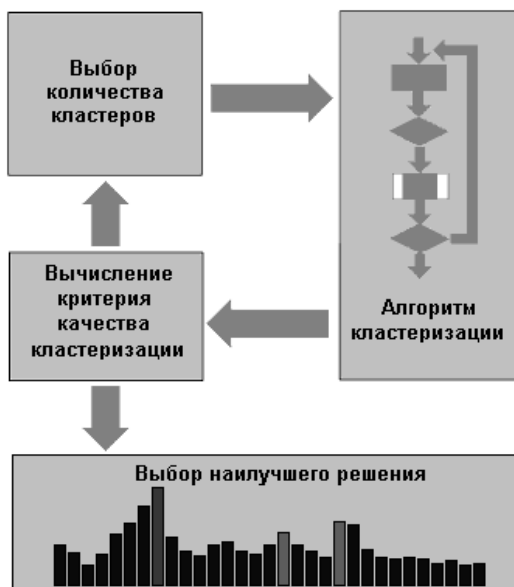 Выбор
количества
кластеров
Алгоритм
кластеризации
Вычисление
критерия
качества
кластеризации
Выбор наилучшего решения